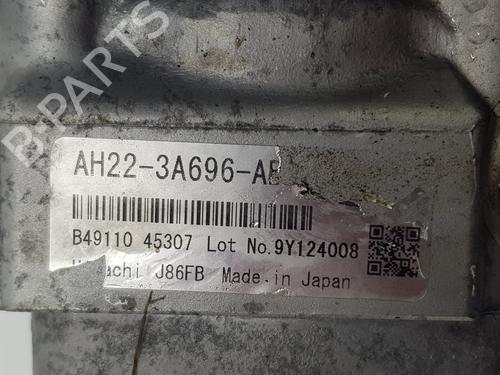 B-PARTS
AH22-3A696-A
B49110 45307 Lot No.9Y124008
J86FB Made in Japan